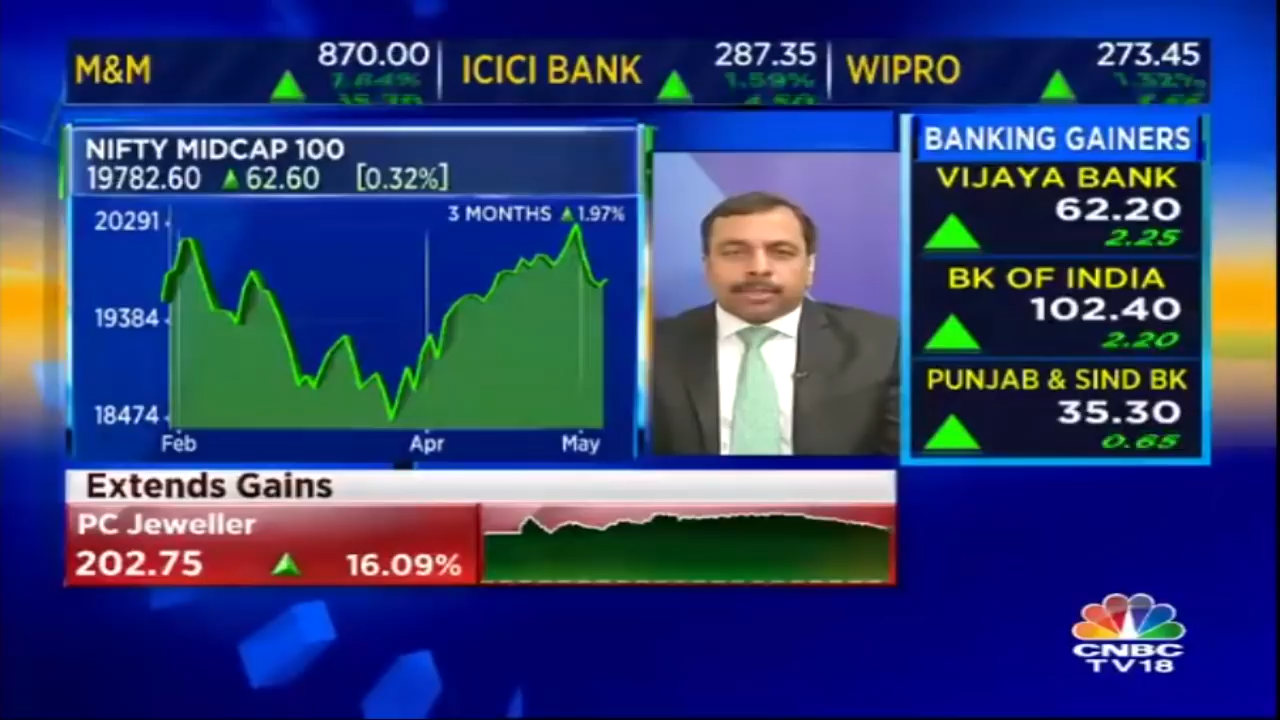 M&M
870.00
ICICI BANK
287.35
1.59%
4.50
WIPRO
273.45
NIFTY MIDCAP 100
19782.60 ▲ 62.60 [0.32%]
3 MONTHS ▲ 1.97%
20291
19384
18474
Feb Apr May
BANKING GAINERS
VIJAYA BANK
62.20
2.25
BK OF INDIA
102.40
2.20
PUNJAB & SIND BK
35.30
0.65
Extends Gains
PC Jeweller
202.75 ▲ 16.09%
CNBC
TV18